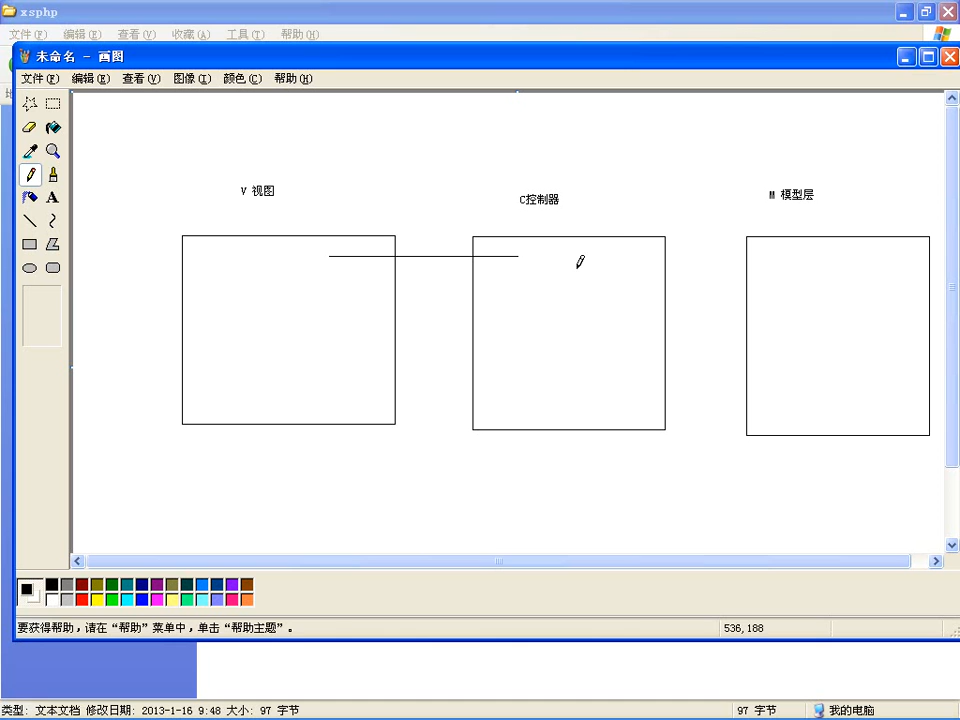 xsphp
文件(F) 编辑(E) 查看(V) 收藏(A) 工具(T) 帮助(H)
未命名 - 画图
文件(F) 编辑(E) 查看(V) 图像(I) 颜色(C) 帮助(H)
A
V 视图
C控制器
M 模型层
要获得帮助，请在“帮助”菜单中，单击“帮助主题”。
536,188
类型: 文本文档 修改日期: 2013-1-16 9:48 大小: 97 字节
97 字节
我的电脑